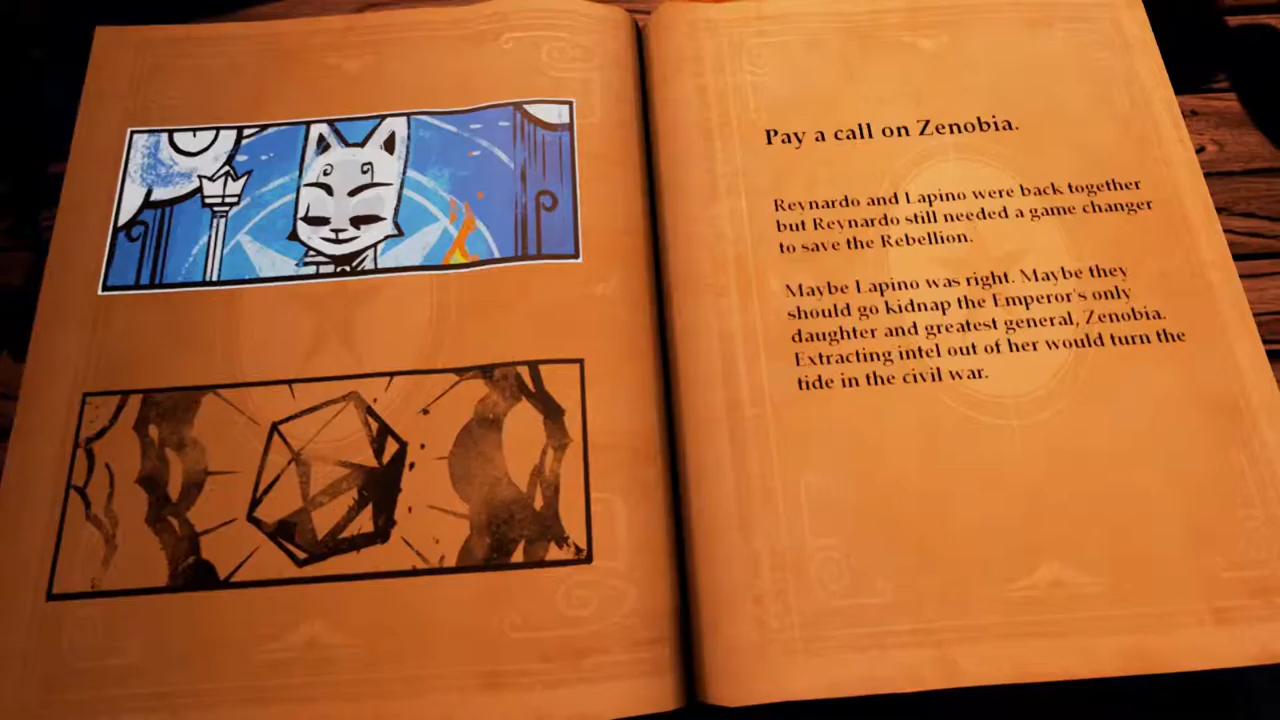 Pay a call on Zenobia.
Reynardo and Lapino were back together
but Reynardo still needed a game changer
to save the Rebellion.
Maybe Lapino was right. Maybe they
should go kidnap the Emperor's only
daughter and greatest general, Zenobia.
Extracting intel out of her would turn the
tide in the civil war.